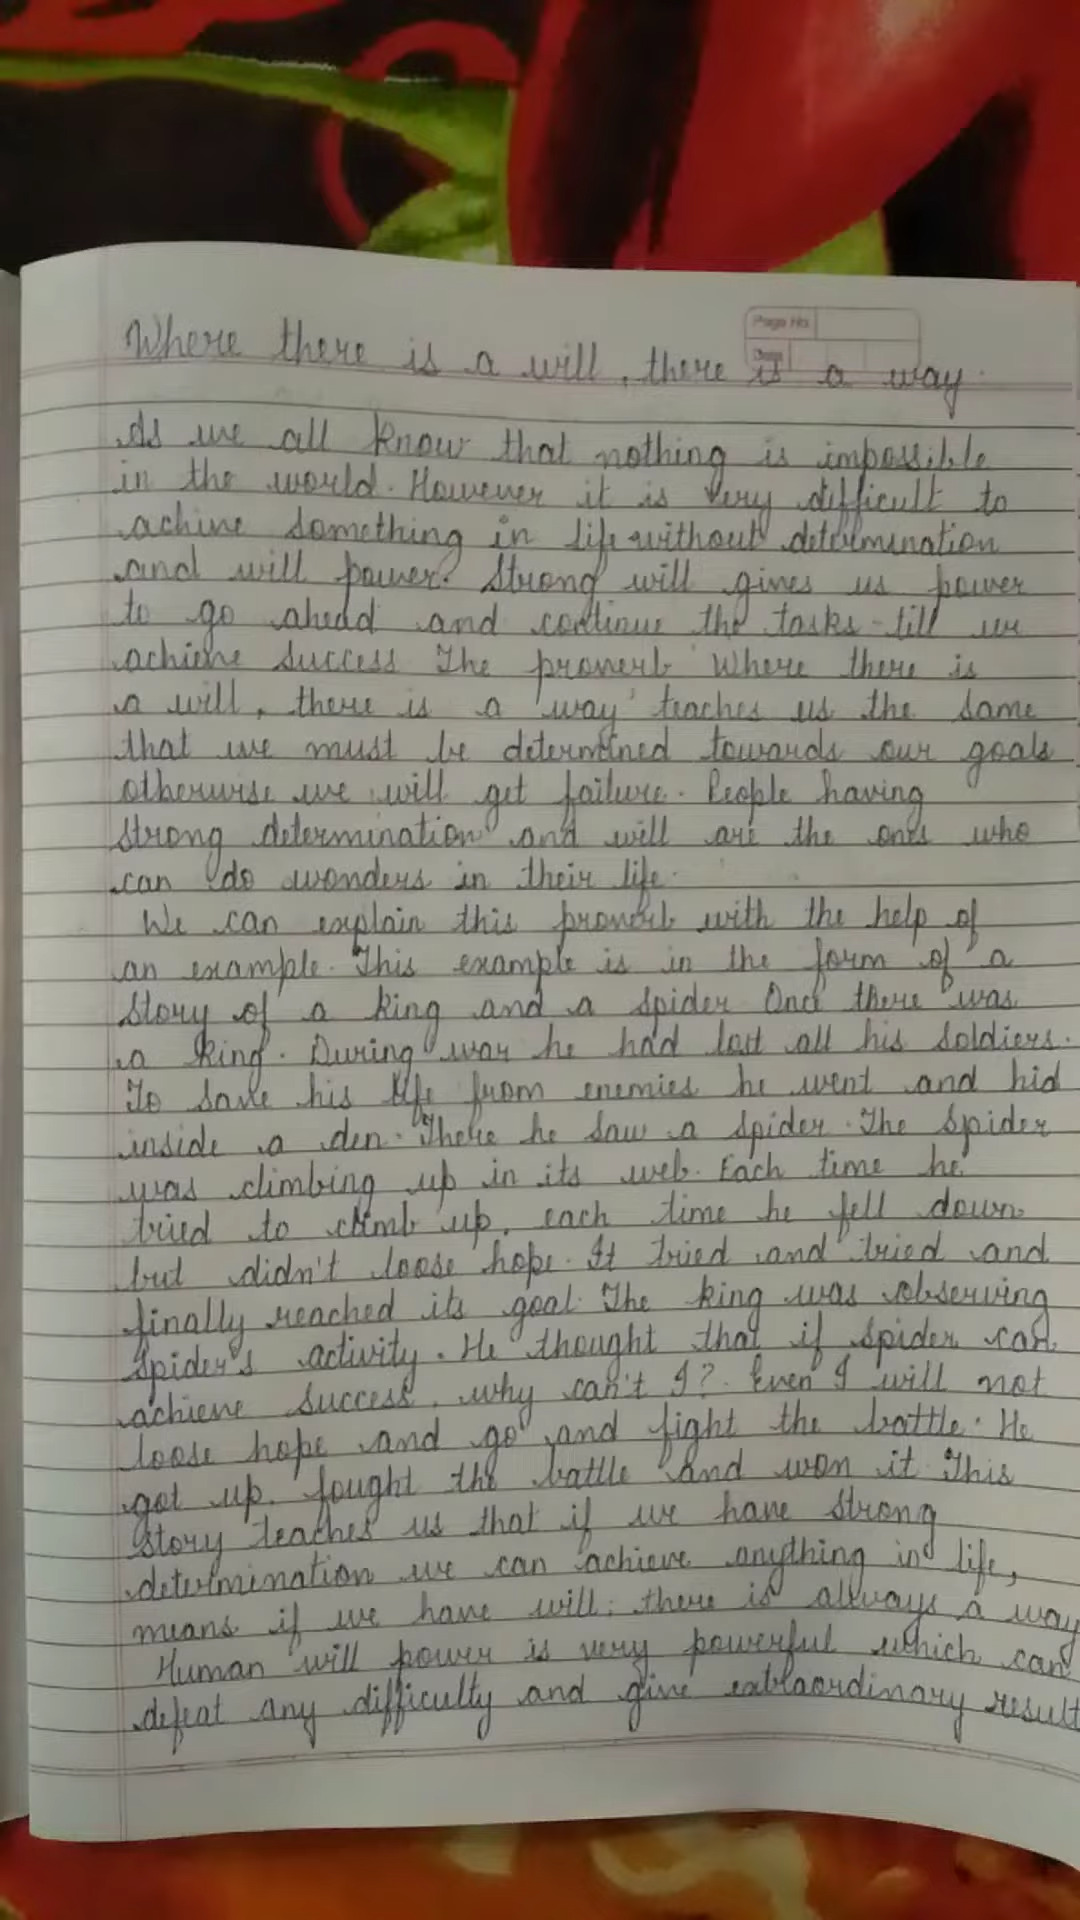 Page No.
Date
Where there is a will, there is a way.
As we all know that nothing is impossible
in the world. However it is very difficult to
achive something in life without determination
and will power. Strong will gives us power
to go ahead and continue the tasks till we
achieve success The proverb 'Where there is
a will, there is a way' teaches us the same
that we must be determined towards our goals
otherwise we will get failure. People having
strong determination and will are the ones who
can do wonders in their life.
We can explain this proverb with the help of
an example. This example is in the form of a
story of a king and a spider Once there was
a king. During war he had lost all his soldiers.
To save his life from enemies he went and hid
inside a den. There he saw a spider. The spider
was climbing up in its web. Each time he
tried to climb up, each time he fell down
but didn't loose hope. It tried and tried and
finally reached its goal. The king was observing
spider's activity. He thought that if spider can
achieve success, why can't I? Even I will not
loose hope and go and fight the battle. He
got up, fought the battle and won it. This
story teaches us that if we have strong
determination we can achieve anything in life,
means if we have will, there is always a way
Human will power is very powerful which can
defeat any difficulty and give extraordinary result